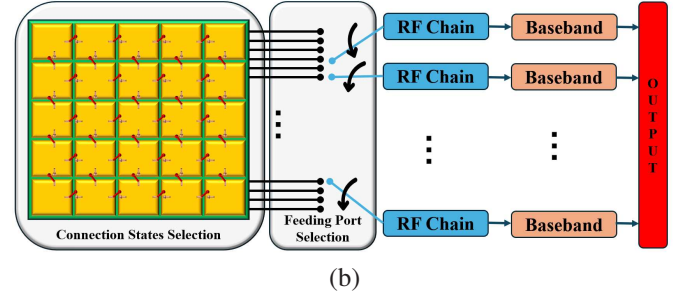 RF Chain
Baseband
RF Chain
Baseband
OUTPUT
RF Chain
Baseband
Connection States Selection
Feeding Port
Selection
(b)